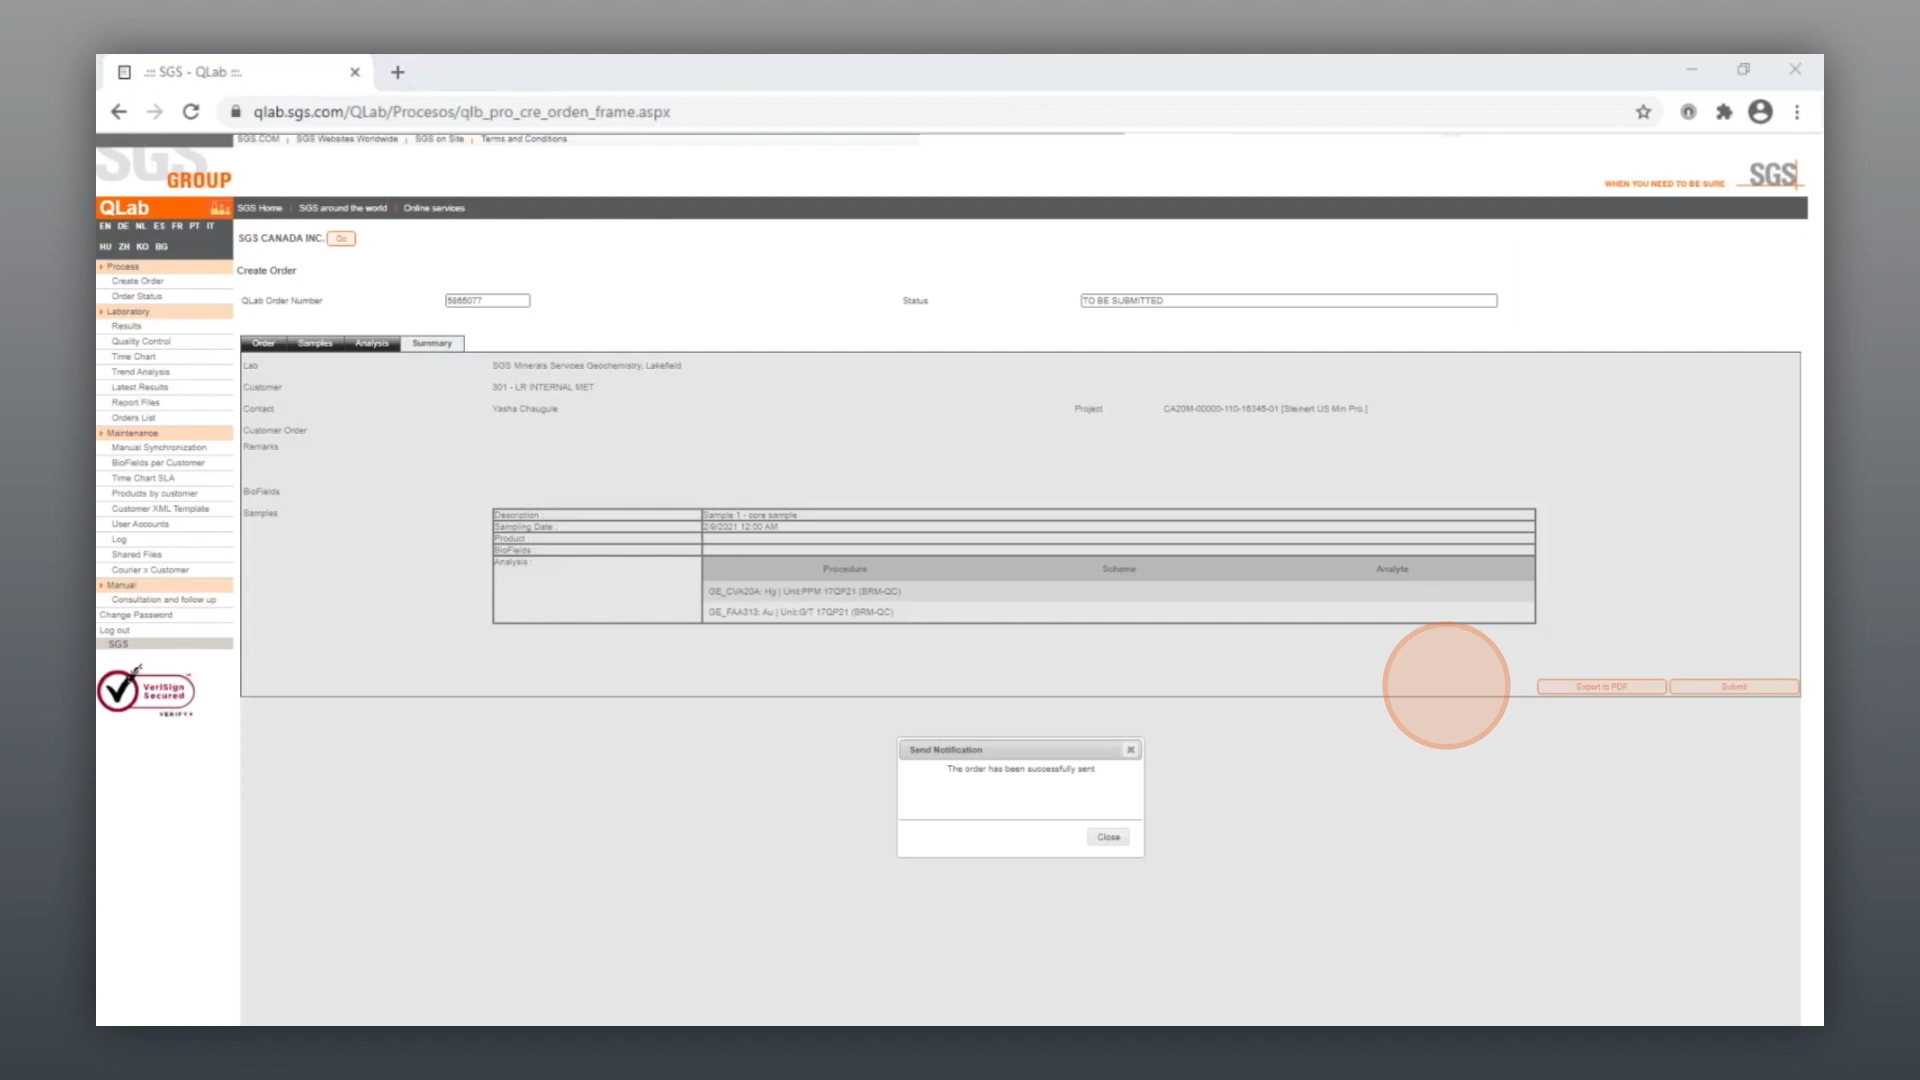 .::: SGS - QLab :::.
qlab.sgs.com/QLab/Procesos/qlb_pro_cre_orden_frame.aspx
SGS.COM | SGS Websites Worldwide | SGS on Site | Terms and Conditions
SGS
GROUP
WHEN YOU NEED TO BE SURE
SGS
QLab
SGS Home | SGS around the world | Online services
EN DE NL ES FR PT IT
HU ZH KO BG
SGS CANADA INC. Go
Process
Create Order
Order Status
Laboratory
Results
Quality Control
Time Chart
Trend Analysis
Latest Results
Report Files
Orders List
Maintenance
Manual Synchronization
BioFields per Customer
Time Chart SLA
Products by customer
Customer XML Template
User Accounts
Log
Shared Files
Courier x Customer
Manual
Consultation and follow up
Change Password
Log out
SGS
VeriSign
Secured
VERIFY
Create Order
QLab Order Number 5865077 Status TO BE SUBMITTED
Order Samples Analysis Summary
Lab SGS Minerals Services Geochemistry, Lakefield
Customer 301 - LR INTERNAL MET
Contact Yasha Chaugule Project CA20M-00000-110-16345-01 [Steinert US Min Pro.]
Customer Order
Remarks
BioFields
Samples
Description : Sample 1 - core sample
Sampling Date : 2/9/2021 12:00 AM
Product
BioFields :
Analysis :
Procedure Scheme Analyte
GE_CVA20A: Hg | Unit:PPM 17QP21 (BRM-QC)
GE_FAA313: Au | Unit:G/T 17QP21 (BRM-QC)
Export to PDF Submit
Send Notification
The order has been successfully sent
Close